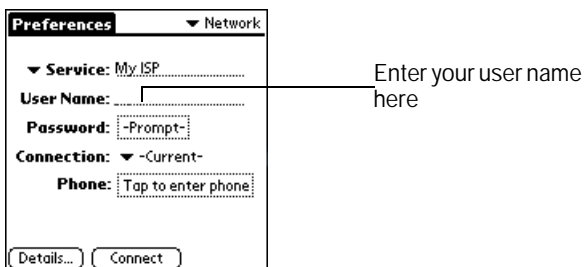 Preferences ▼ Network
▼ Service: My ISP
User Name:
Password: -Prompt-
Connection: ▼ -Current-
Phone: Tap to enter phone
Details... Connect
Enter your user name
here